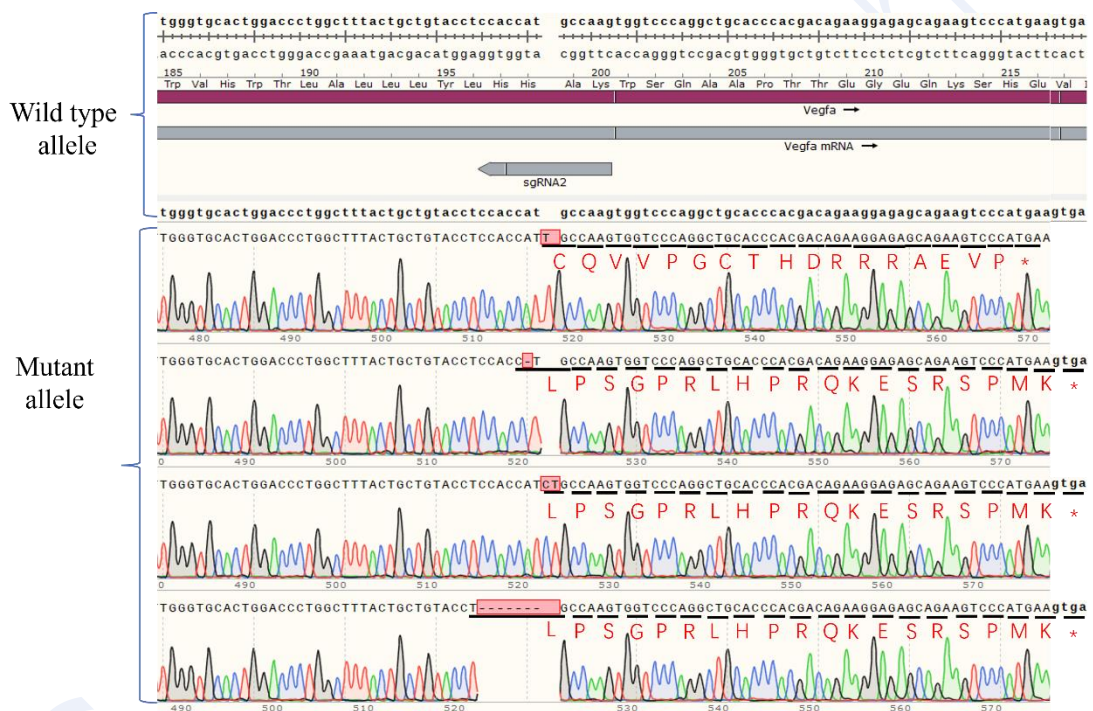 tgggtgcactggaccctggctttactgctgtacctccaccat gccaagtggtcccaggctgcacccacgacagaaggagagcagaagtcccatgaagtga
acccacgtgacctgggaccgaaatgacgacatggaggtggta cggttcaccagggtccgacgtgggtgctgtcttcctctcgtcttcagggtacttcact
185 190 195 200 205 210 215
Trp Val His Trp Thr Leu Ala Leu Leu Leu Tyr Leu His His Ala Lys Trp Ser Gln Ala Ala Pro Thr Thr Glu Gly Glu Gln Lys Ser His Glu Val
Wild type
allele
Vegfa
Vegfa mRNA
sgRNA2
tgggtgcactggaccctggctttactgctgtacctccaccat gccaagtggtcccaggctgcacccacgacagaaggagagcagaagtcccatgaagtga
TGGGTGCACTGGACCCTGGCTTTACTGCTGTACCTCCACCATTGCCAAGTGGTCCCAGGCTGCACCCACGACAGAAGGAGAGCAGAAGTCCCATGAA
C Q V V P G C T H D R R R A E V P *
480 490 500 510 520 530 540 550 560 570
Mutant
allele
TGGGTGCACTGGACCCTGGCTTTACTGCTGTACCTCCACC-T GCCAAGTGGTCCCAGGCTGCACCCACGACAGAAGGAGAGCAGAAGTCCCATGAAgtga
L P S G P R L H P R Q K E S R S P M K *
0 490 500 510 520 530 540 550 560 570
TGGGTGCACTGGACCCTGGCTTTACTGCTGTACCTCCACCATCTGCCAAGTGGTCCCAGGCTGCACCCACGACAGAAGGAGAGCAGAAGTCCCATGAAgtga
L P S G P R L H P R Q K E S R S P M K *
0 490 500 510 520 530 540 550 560 570
TGGGTGCACTGGACCCTGGCTTTACTGCTGTACCT-------GCCAAGTGGTCCCAGGCTGCACCCACGACAGAAGGAGAGCAGAAGTCCCATGAAgtga
L P S G P R L H P R Q K E S R S P M K *
490 500 510 520 530 540 550 560 570